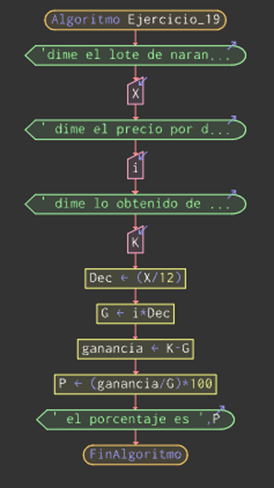 Algoritmo Ejercicio_19
'dime el lote de naran...
X
' dime el precio por d...
i
' dime lo obtenido de ...
K
Dec ← (X/12)
G ← i*Dec
ganancia ← K-G
P ← (ganancia/G)*100
' el porcentaje es ',P
FinAlgoritmo